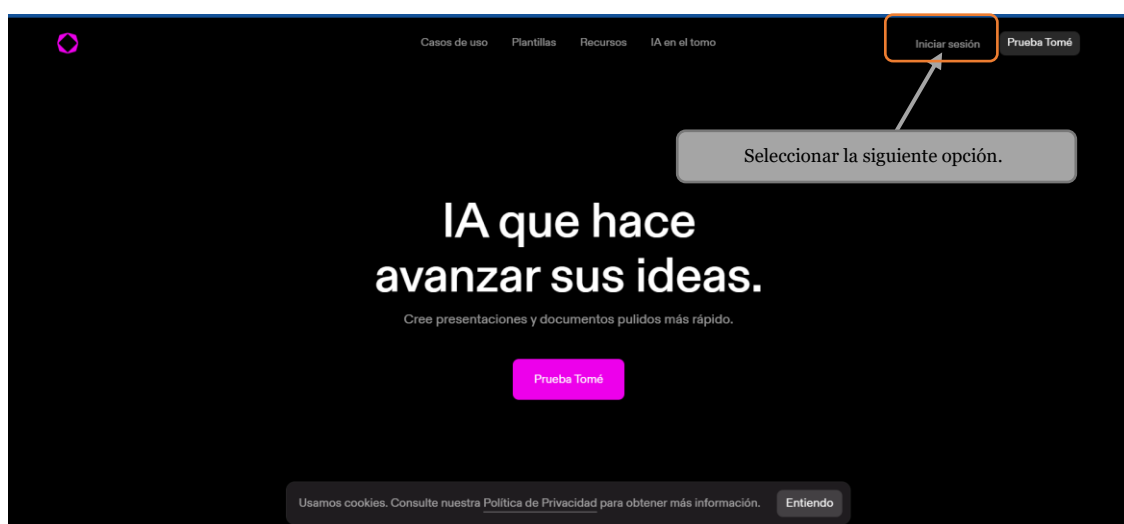 Casos de uso Plantillas Recursos IA en el tomo Iniciar sesión Prueba Tomé
Seleccionar la siguiente opción.
IA que hace
avanzar sus ideas.
Cree presentaciones y documentos pulidos más rápido.
Prueba Tomé
Usamos cookies. Consulte nuestra Política de Privacidad para obtener más información. Entiendo